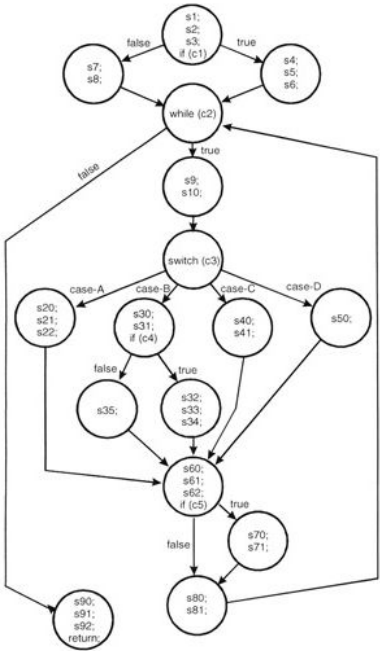 s1;
s2;
s3;
if (c1)
false
true
s7;
s8;
s4;
s5;
s6;
while (c2)
false
true
s9;
s10;
switch (c3)
case-A
case-B
case-C
case-D
s20;
s21;
s22;
s30;
s31;
if (c4)
s40;
s41;
s50;
false
true
s35;
s32;
s33;
s34;
s60;
s61;
s62;
if (c5)
true
false
s70;
s71;
s80;
s81;
s90;
s91;
s92;
return;